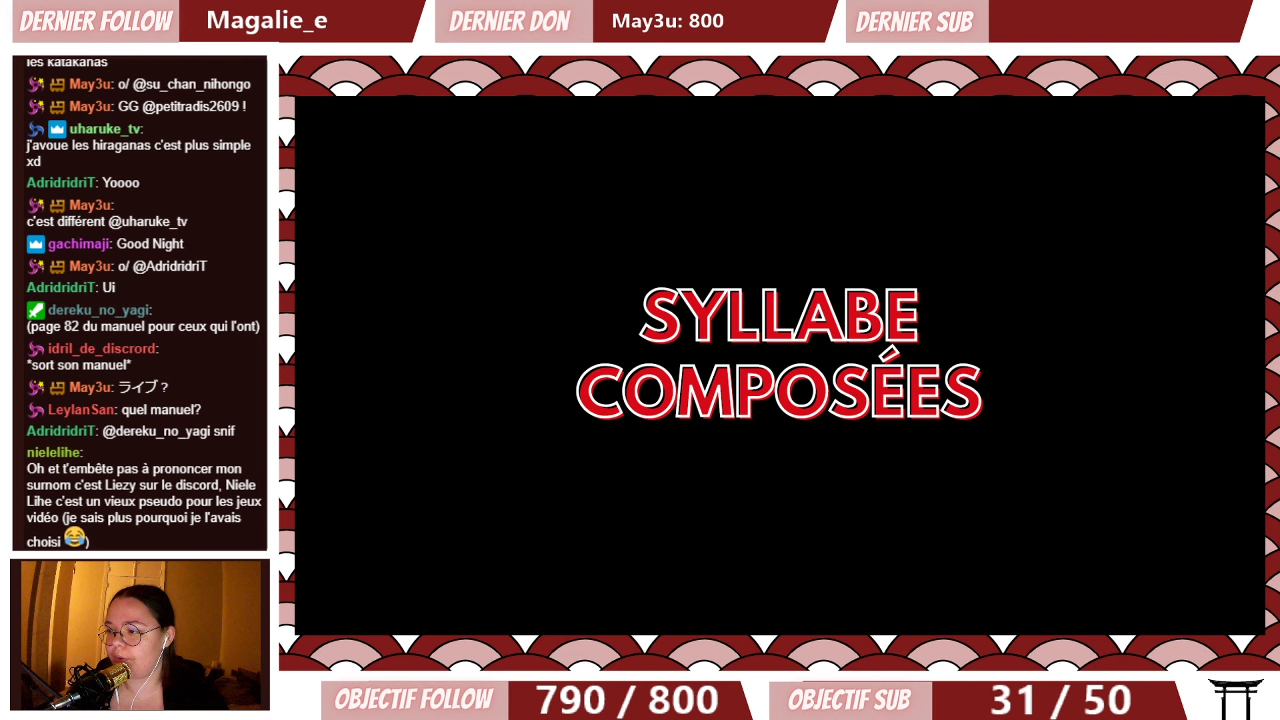 DERNIER FOLLOW Magalie_e DERNIER DON May3u: 800 DERNIER SUB
les katakanas
May3u: o/ @su_chan_nihongo
May3u: GG @petitradis2609 !
uharuke_tv:
j'avoue les hiraganas c'est plus simple
xd
AdridridriT: Yoooo
May3u:
c'est différent @uharuke_tv
gachimaji: Good Night
May3u: o/ @AdridridriT
AdridridriT: Ui
dereku_no_yagi:
(page 82 du manuel pour ceux qui l'ont)
idril_de_discrord:
*sort son manuel*
May3u: ライブ？
LeylanSan: quel manuel?
AdridridriT: @dereku_no_yagi snif
nielelihe:
Oh et t'embête pas à prononcer mon
surnom c'est Liezy sur le discord, Niele
Lihe c'est un vieux pseudo pour les jeux
vidéo (je sais plus pourquoi je l'avais
choisi 😂)
SYLLABE
COMPOSÉES
OBJECTIF FOLLOW 790 / 800 OBJECTIF SUB 31 / 50